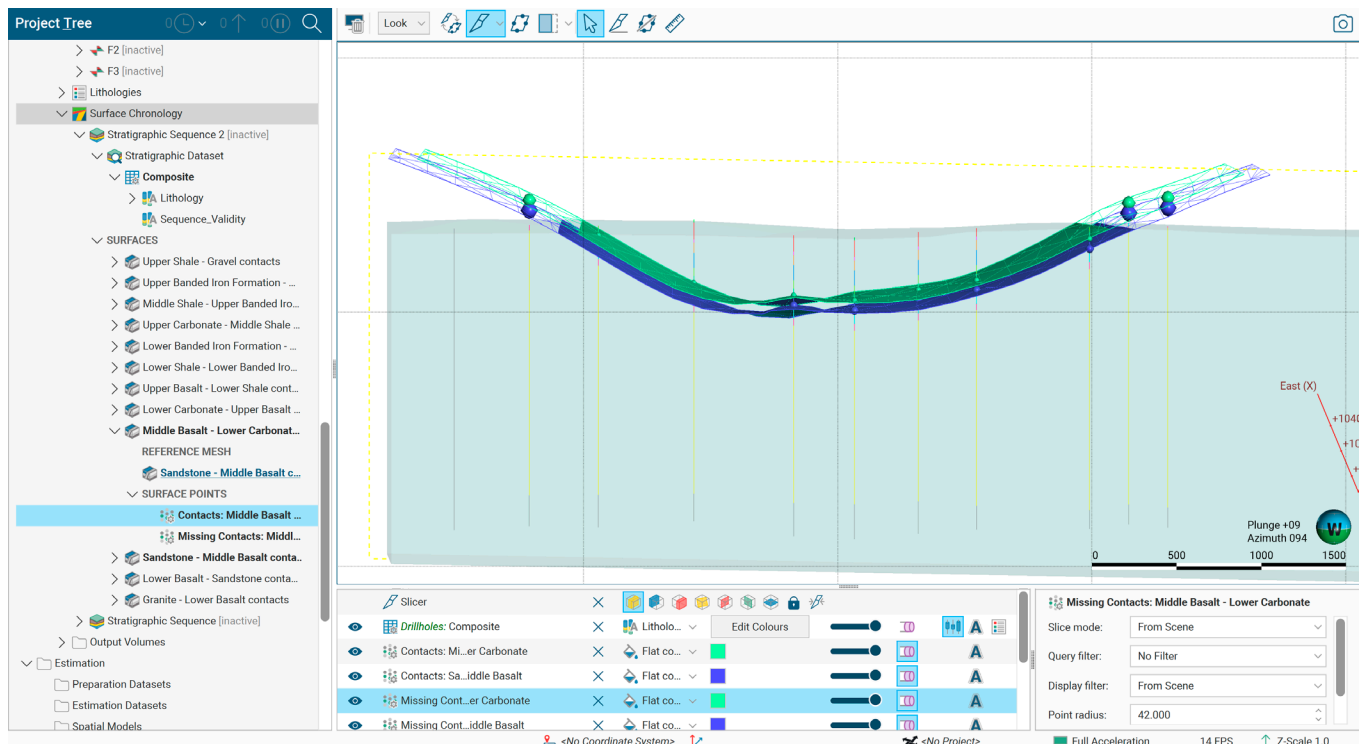 Project Tree
0
0
0
Look
F2 [inactive]
F3 [inactive]
Lithologies
Surface Chronology
Stratigraphic Sequence 2 [inactive]
Stratigraphic Dataset
Composite
Lithology
Sequence_Validity
SURFACES
Upper Shale - Gravel contacts
Upper Banded Iron Formation - ...
Middle Shale - Upper Banded Iro...
Upper Carbonate - Middle Shale ...
Lower Banded Iron Formation - ...
Lower Shale - Lower Banded Iro...
Upper Basalt - Lower Shale cont...
Lower Carbonate - Upper Basalt ...
Middle Basalt - Lower Carbonat...
REFERENCE MESH
Sandstone - Middle Basalt c...
SURFACE POINTS
Contacts: Middle Basalt ...
Missing Contacts: Middl...
Sandstone - Middle Basalt conta..
Lower Basalt - Sandstone conta...
Granite - Lower Basalt contacts
Stratigraphic Sequence [inactive]
Output Volumes
Estimation
Preparation Datasets
Estimation Datasets
Spatial Models
East (X)
+1040
+10
+
Plunge +09
Azimuth 094
W
0 500 1000 1500
Slicer
Drillholes: Composite Litholo... Edit Colours A
Contacts: Mi...er Carbonate Flat co... A
Contacts: Sa...iddle Basalt Flat co... A
Missing Cont...er Carbonate Flat co... A
Missing Cont...iddle Basalt Flat co... A
Missing Contacts: Middle Basalt - Lower Carbonate
Slice mode: From Scene
Query filter: No Filter
Display filter: From Scene
Point radius: 42.000
<No Coordinate System>
<No Project>
Full Acceleration
14 FPS
Z-Scale 1.0